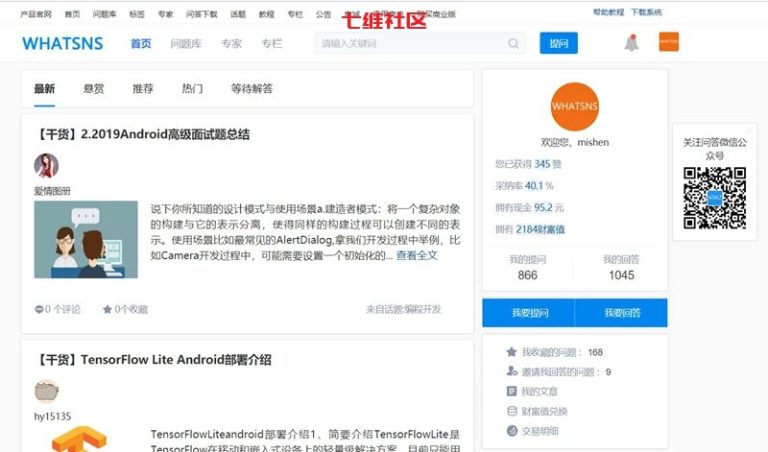 产品官网 问题库 标签 专家 问答下载 话题 教程 专栏 公告 购买商业版 帮助教程 下载系统
七维社区
WHATSNS 首页 问题库 专家 专栏 请输入关键词 提问 WHATSNS
最新 悬赏 推荐 热门 等待解答
【干货】2.2019Android高级面试题总结
爱情图册
说下你所知道的设计模式与使用场景a.建造者模式：将一个复杂对象
的构建与它的表示分离，使得同样的构建过程可以创建不同的表
示。使用场景比如最常见的AlertDialog,拿我们开发过程中举例，比
如Camera开发过程中，可能需要设置一个初始化的... 查看全文
0 个评论 0个收藏 来自话题:编程开发
【干货】TensorFlow Lite Android部署介绍
hy15135
TensorFlowLiteandroid部署介绍1、简要介绍TensorFlowLite是
TensorFlow在移动和嵌入式设备上的轻量级解决方案，目前只能用
WHATSNS
欢迎您，mishen
您已获得 345 赞
采纳率 40.1 %
拥有现金 95.2 元
拥有 2184财富值
我的提问 我的回答
866 1045
我要提问 我要回答
我收藏的问题： 168
邀请我回答的问题： 9
我的文章
财富值兑换
交易明细
关注问答微信公
众号